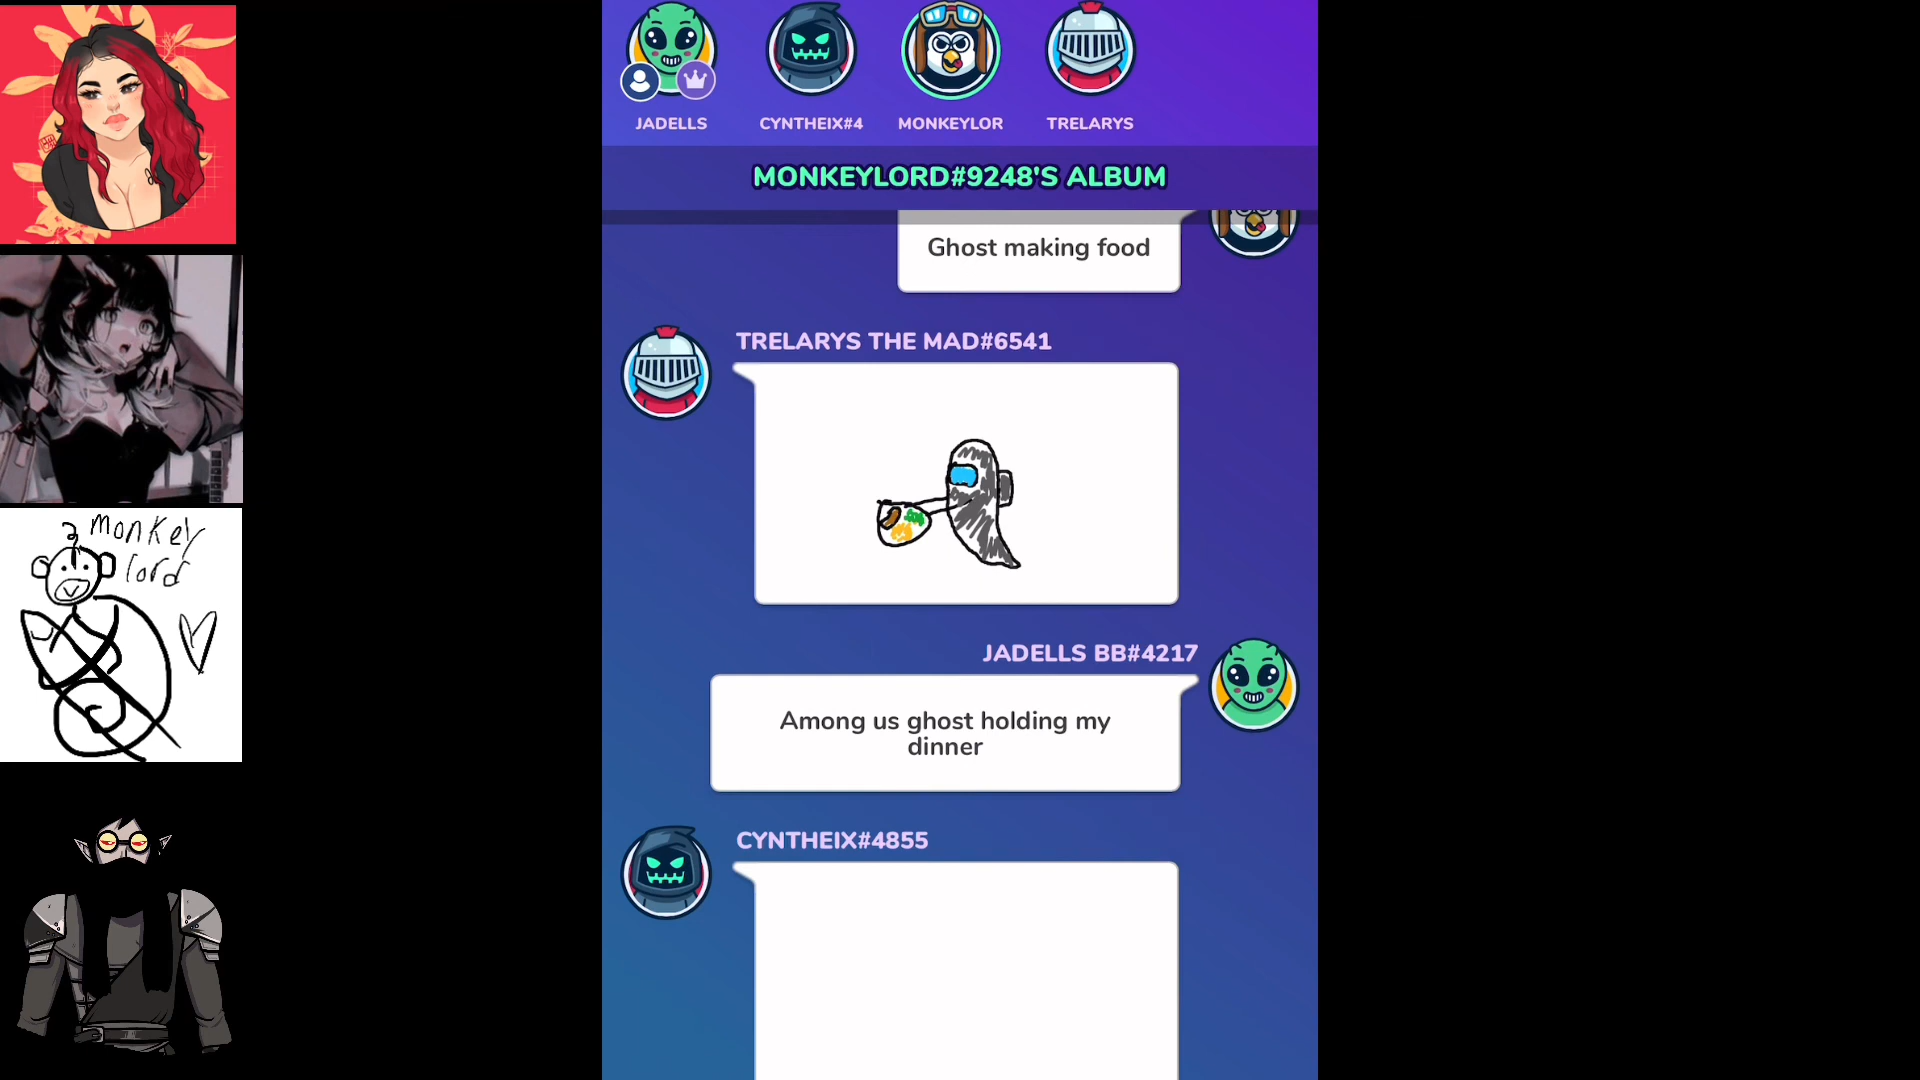 JADELLS
CYNTHEIX#4
MONKEYLOR
TRELARYS
MONKEYLORD#9248'S ALBUM
Ghost making food
TRELARYS THE MAD#6541
JADELLS BB#4217
Among us ghost holding my
dinner
CYNTHEIX#4855
monkey
lord